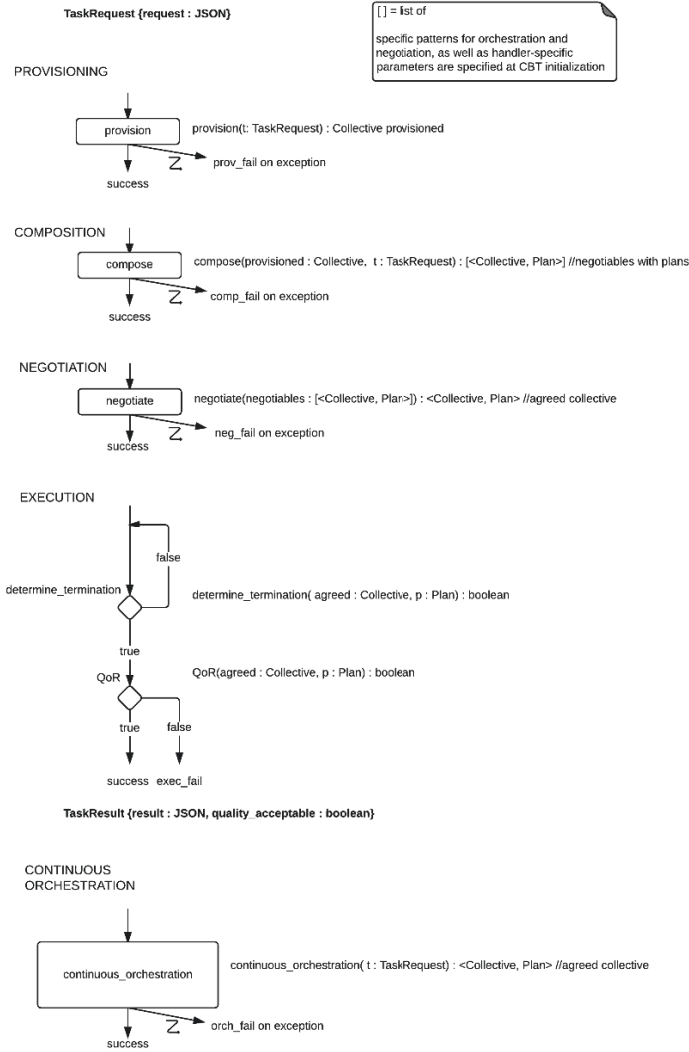 TaskRequest {request : JSON}
[ ] = list of
specific patterns for orchestration and
negotiation, as well as handler-specific
parameters are specified at CBT initialization
PROVISIONING
provision
provision(t: TaskRequest) : Collective provisioned
prov_fail on exception
success
COMPOSITION
compose
compose(provisioned : Collective, t : TaskRequest) : [<Collective, Plan>] //negotiables with plans
comp_fail on exception
success
NEGOTIATION
negotiate
negotiate(negotiables : [<Collective, Plan>]) : <Collective, Plan> //agreed collective
neg_fail on exception
success
EXECUTION
false
determine_termination
determine_termination( agreed : Collective, p : Plan) : boolean
true
QoR
QoR(agreed : Collective, p : Plan) : boolean
true
false
success
exec_fail
TaskResult {result : JSON, quality_acceptable : boolean}
CONTINUOUS
ORCHESTRATION
continuous_orchestration
continuous_orchestration( t : TaskRequest) : <Collective, Plan> //agreed collective
orch_fail on exception
success